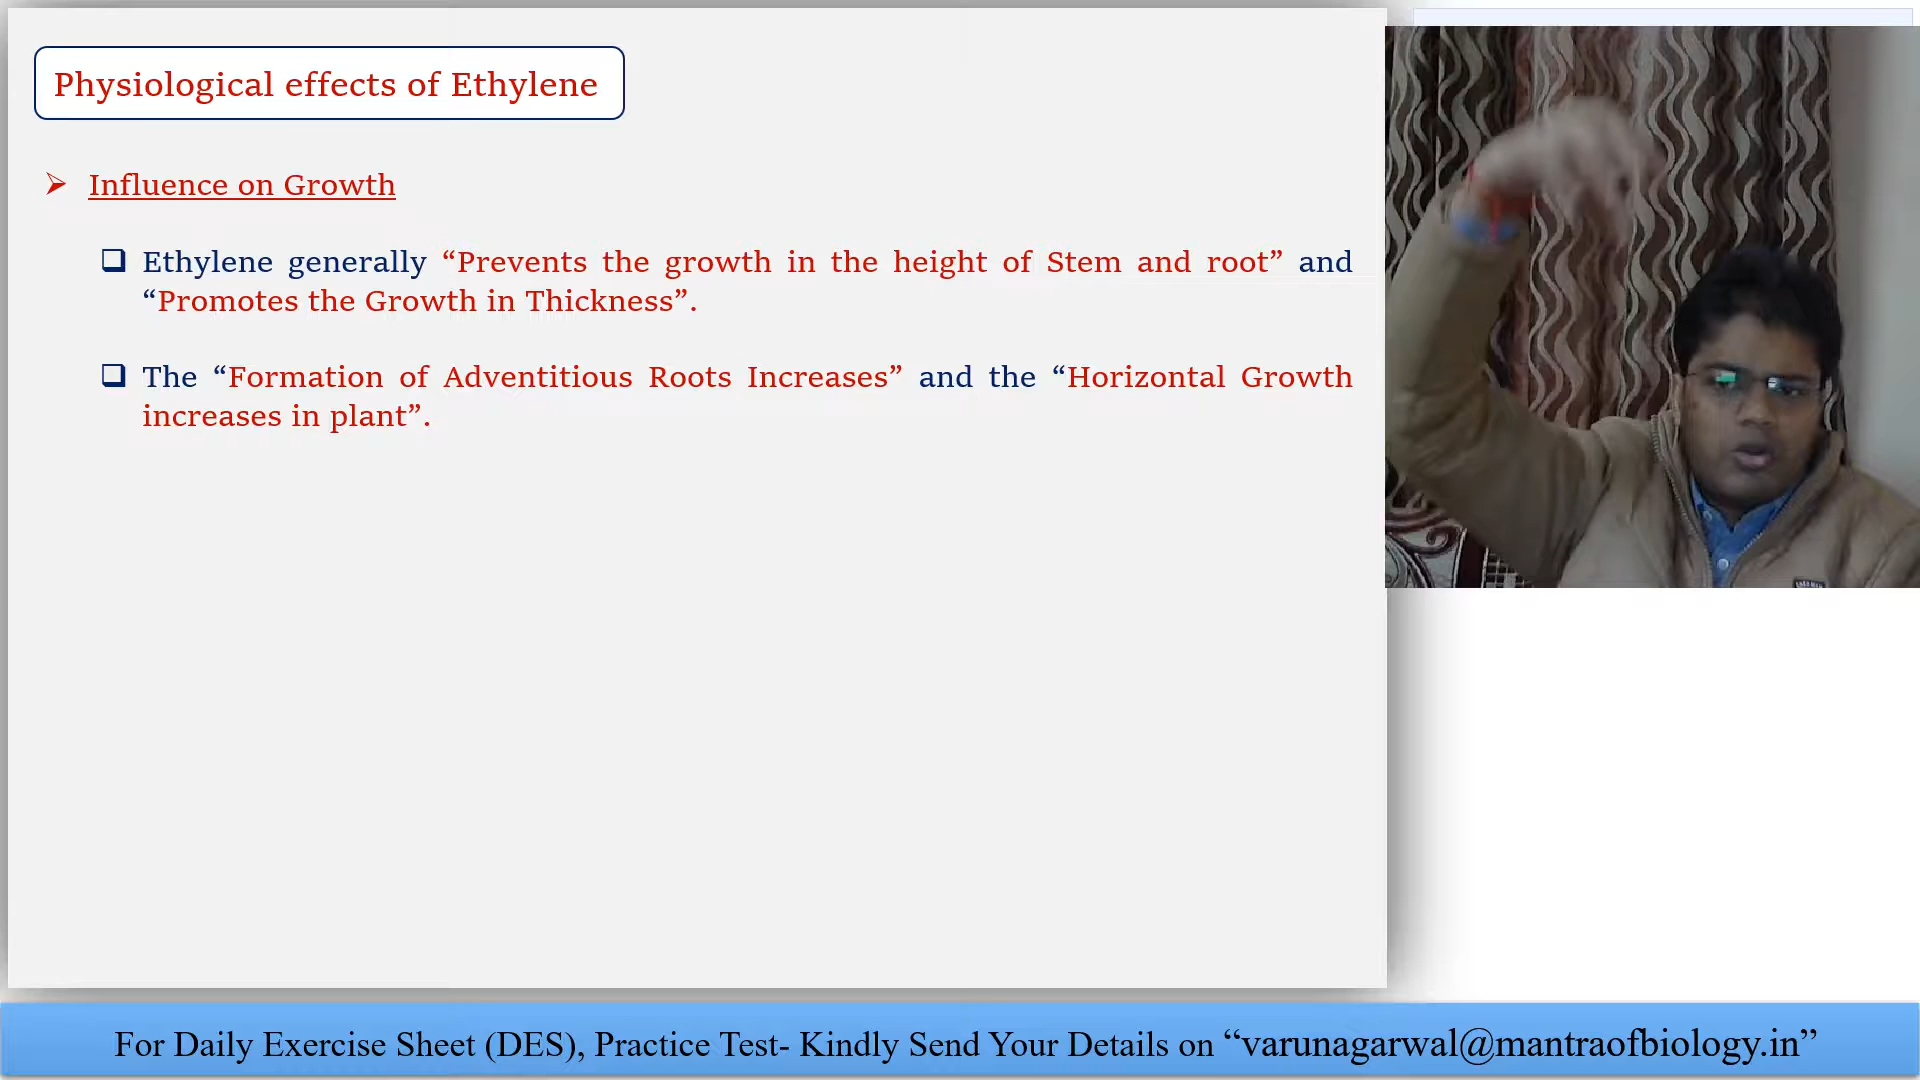 Physiological effects of Ethylene
Influence on Growth
Ethylene generally “Prevents the growth in the height of Stem and root” and
“Promotes the Growth in Thickness”.
The “Formation of Adventitious Roots Increases” and the “Horizontal Growth
increases in plant”.
For Daily Exercise Sheet (DES), Practice Test- Kindly Send Your Details on “varunagarwal@mantraofbiology.in”